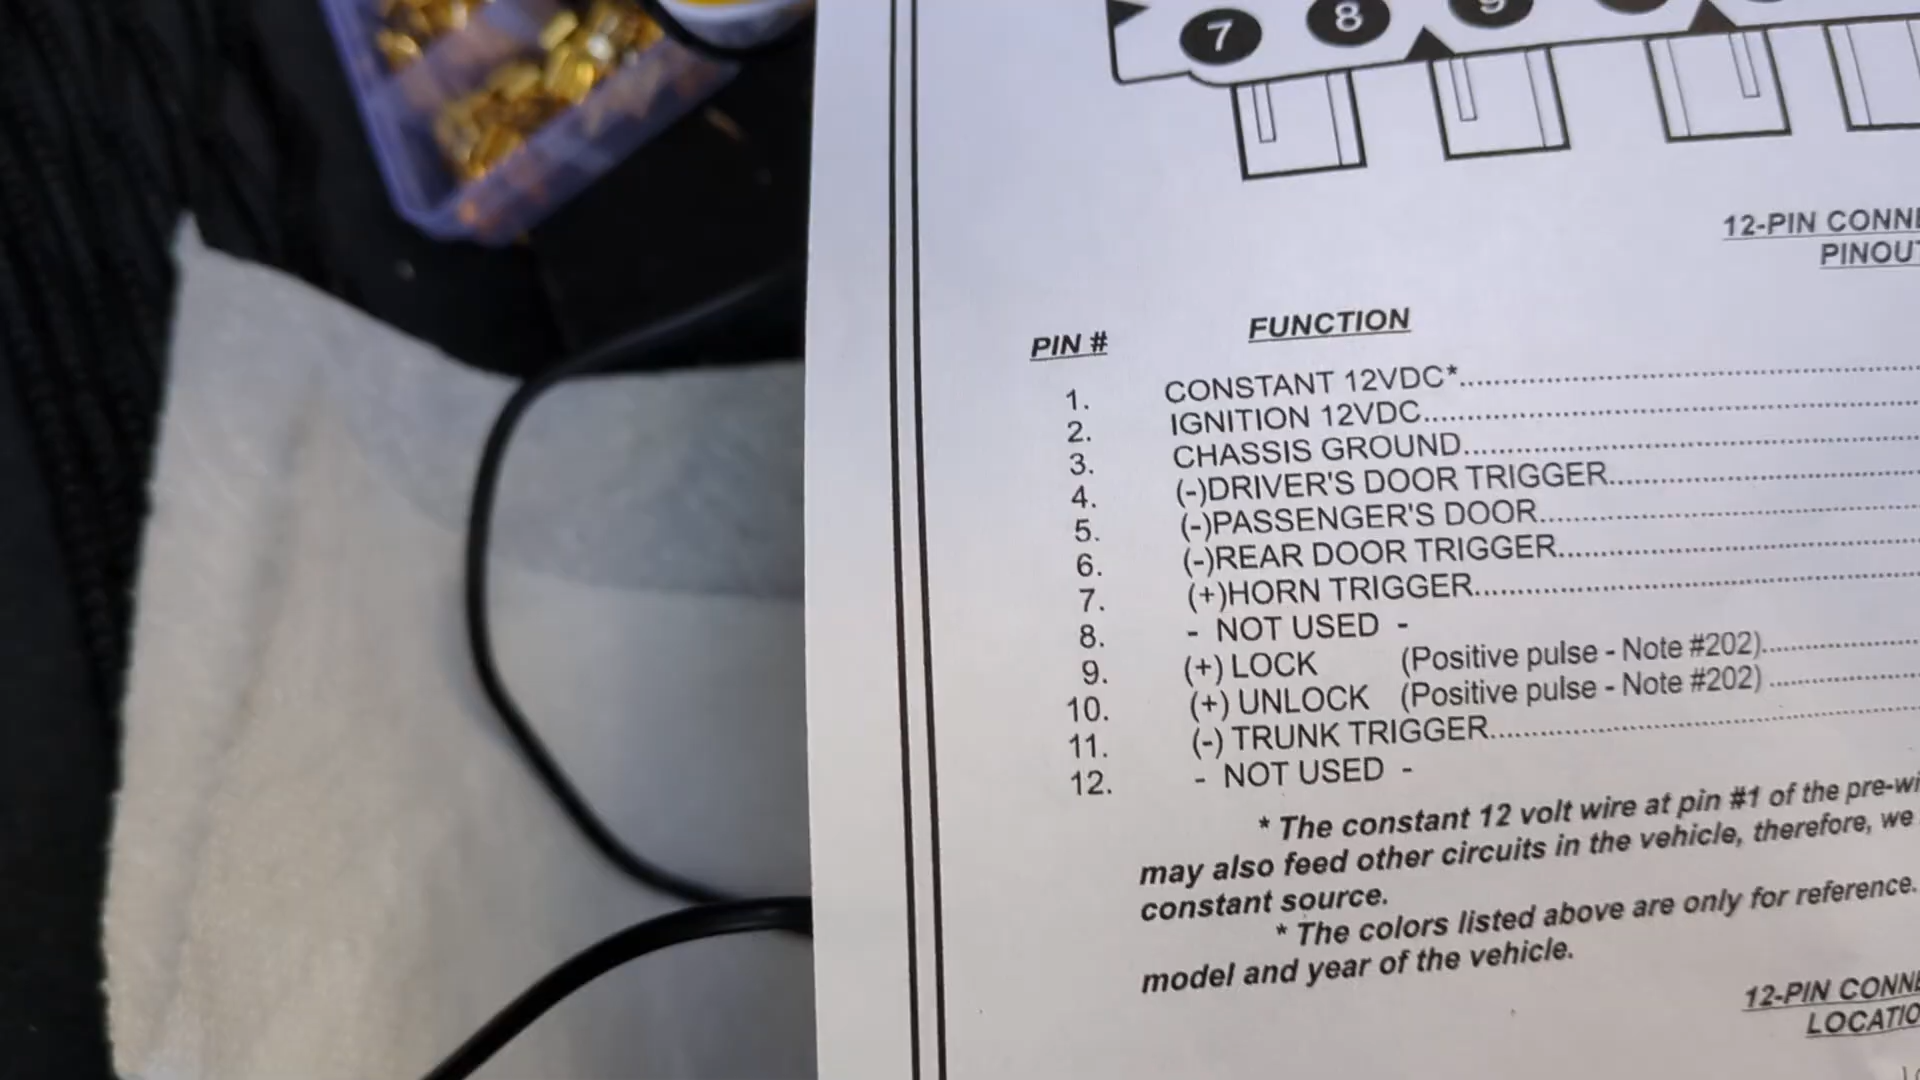 7 8 9
12-PIN
PIN # FUNCTION
1. CONSTANT 12VDC*
2. IGNITION 12VDC
3. CHASSIS GROUND
4. (-)DRIVER'S DOOR TRIGGER
5. (-)PASSENGER'S DOOR
6. (-)REAR DOOR TRIGGER
7. (+)HORN TRIGGER
8. - NOT USED -
9. (+) LOCK (Positive pulse - Note #202)
10. (+) UNLOCK (Positive pulse - Note #202)
11. (-) TRUNK TRIGGER
12. - NOT USED -
* The constant 12 volt wire at pin #1 of the
may also feed other circuits in the vehicle, therefore, we
constant source.
* The colors listed above are only for reference.
model and year of the vehicle.
12-PIN